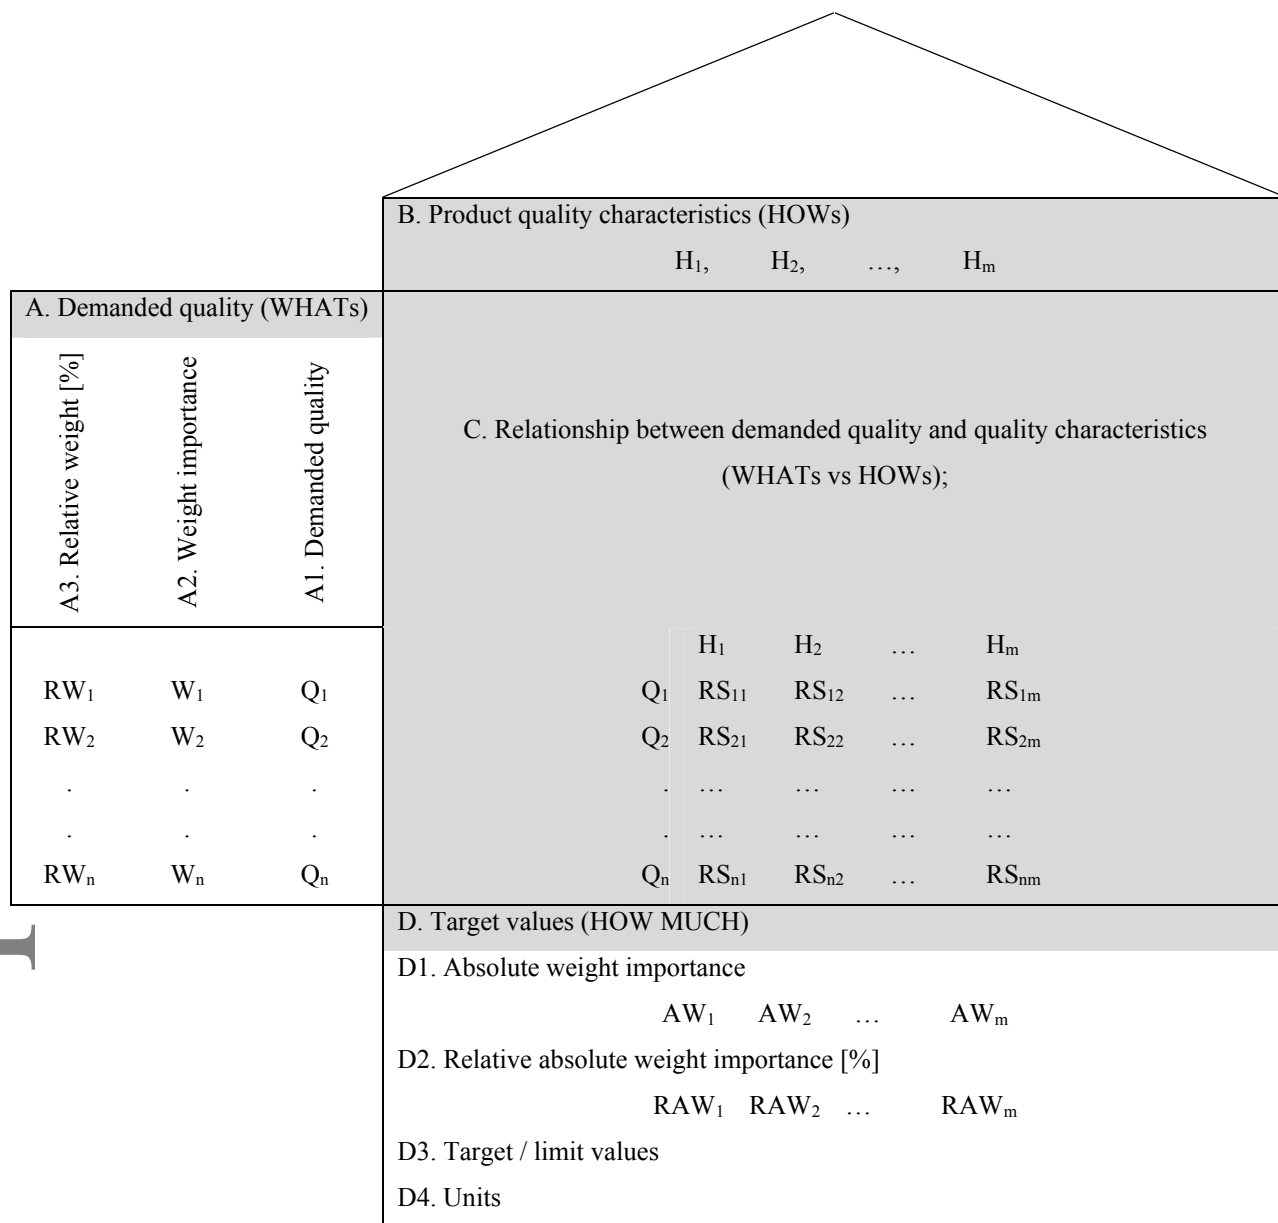 B. Product quality characteristics (HOWs)
H₁, H₂, …, Hₘ
A. Demanded quality (WHATs)
A3. Relative weight [%]
A2. Weight importance
A1. Demanded quality
C. Relationship between demanded quality and quality characteristics
(WHATs vs HOWs);
H₁ H₂ … Hₘ
RW₁ W₁ Q₁ Q₁ RS₁₁ RS₁₂ … RS₁ₘ
RW₂ W₂ Q₂ Q₂ RS₂₁ RS₂₂ … RS₂ₘ
. . . . … … … …
. . . . … … … …
RWₙ Wₙ Qₙ Qₙ RSₙ₁ RSₙ₂ … RSₙₘ
D. Target values (HOW MUCH)
D1. Absolute weight importance
AW₁ AW₂ … AWₘ
D2. Relative absolute weight importance [%]
RAW₁ RAW₂ … RAWₘ
D3. Target / limit values
D4. Units